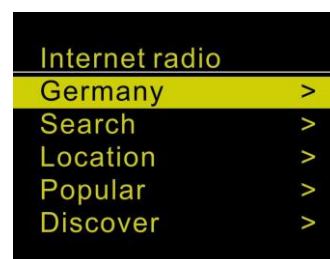 Internet radio
Germany >
Search >
Location >
Popular >
Discover >